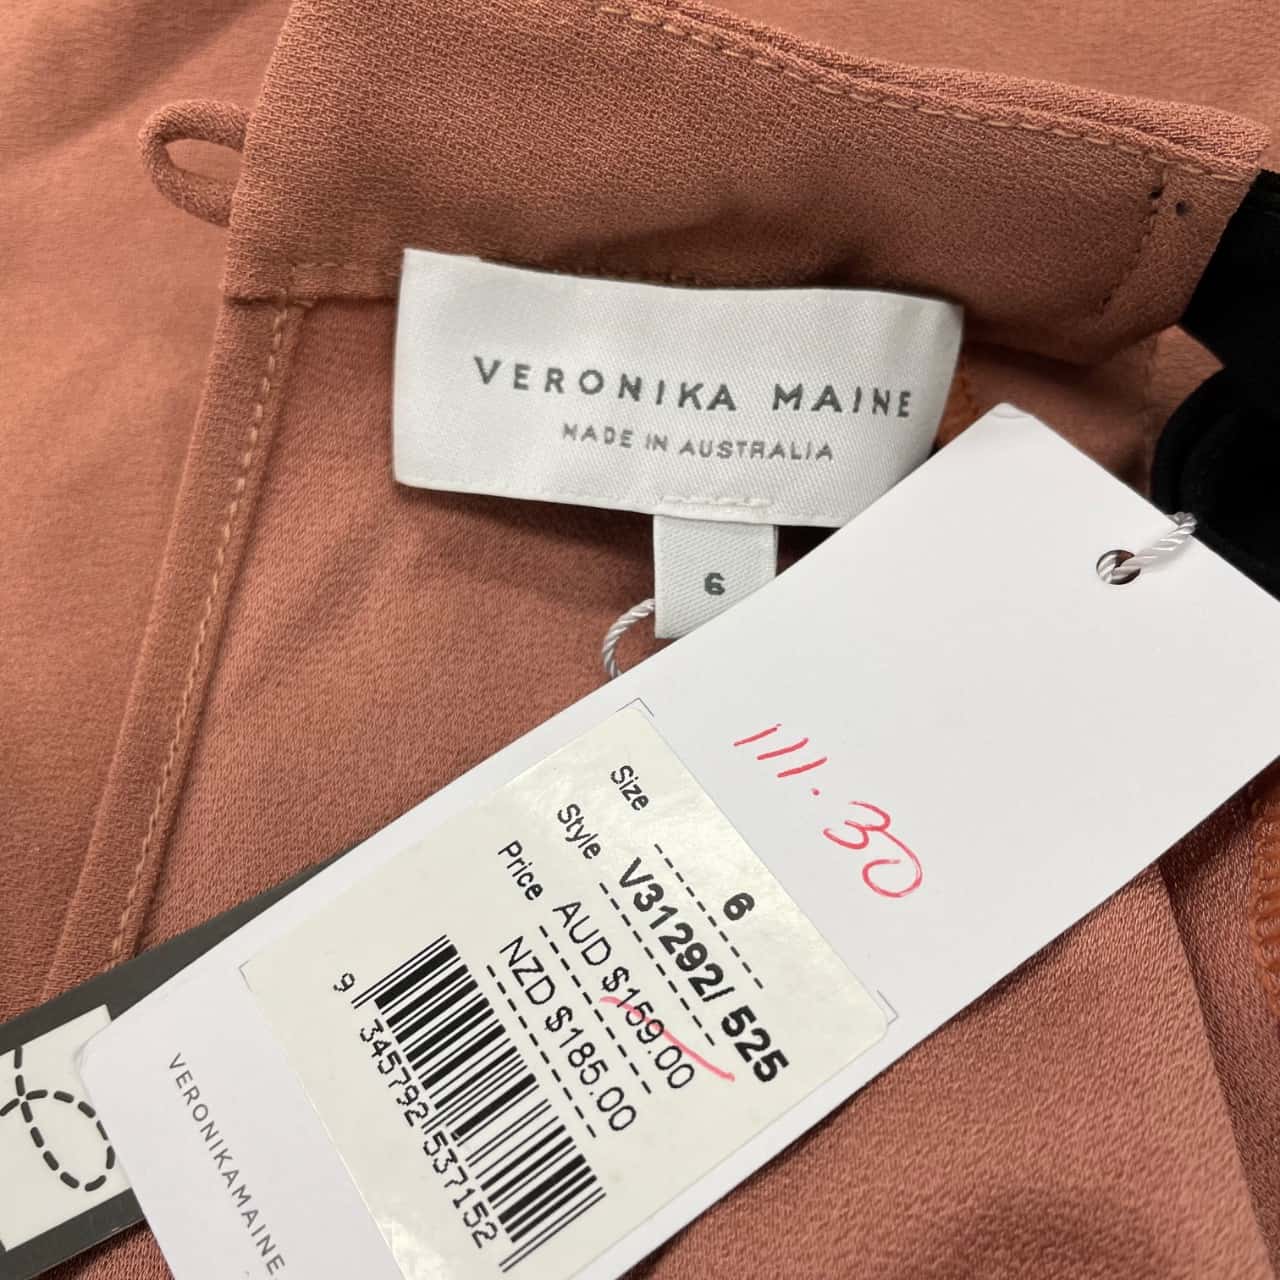 VERONIKA MAINE
MADE IN AUSTRALIA
6
111.30
Size 6
Style V31292/ 525
Price AUD $159.00
NZD $185.00
9 345792 537152
VERONIKAMAINE